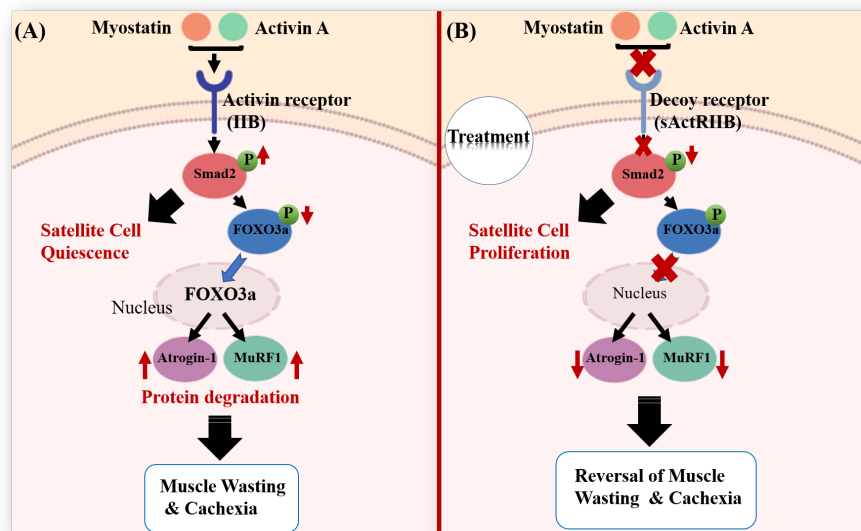 (A)
Myostatin
Activin A
Activin receptor
(IIB)
P
Smad2
P
FOXO3a
Satellite Cell
Quiescence
FOXO3a
Nucleus
Atrogin-1
MuRF1
Protein degradation
Muscle Wasting
& Cachexia
(B)
Myostatin
Activin A
Decoy receptor
(sActRIIB)
Treatment
P
Smad2
P
FOXO3a
Satellite Cell
Proliferation
Nucleus
Atrogin-1
MuRF1
Reversal of Muscle
Wasting & Cachexia